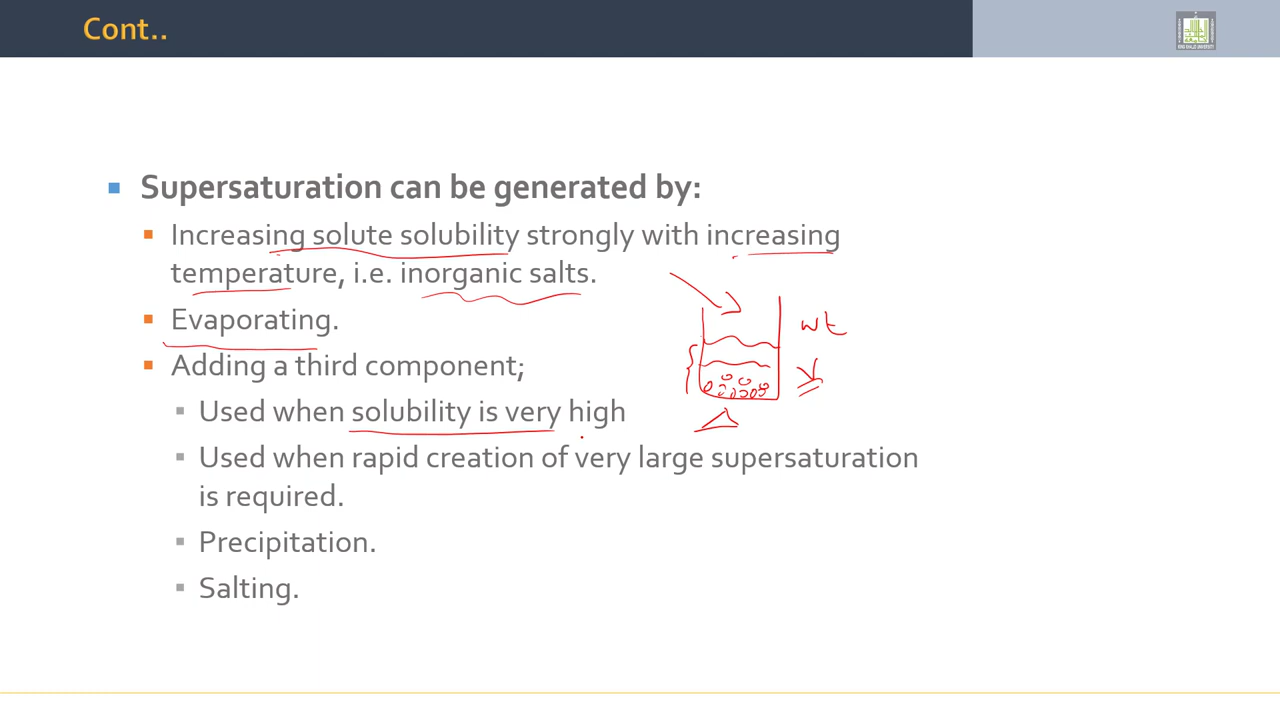 Cont..
Supersaturation can be generated by:
Increasing solute solubility strongly with increasing
temperature, i.e. inorganic salts.
Evaporating.
wt
Adding a third component;
Used when solubility is very high
Used when rapid creation of very large supersaturation
is required.
Precipitation.
Salting.